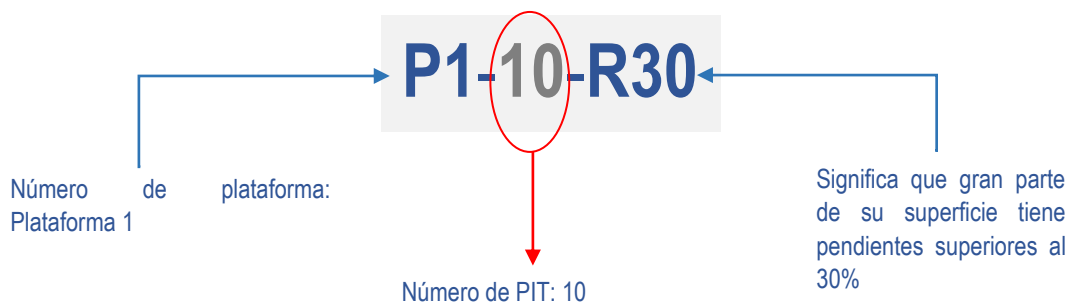 P1-10-R30
Número de plataforma:
Plataforma 1
Número de PIT: 10
Significa que gran parte
de su superficie tiene
pendientes superiores al
30%